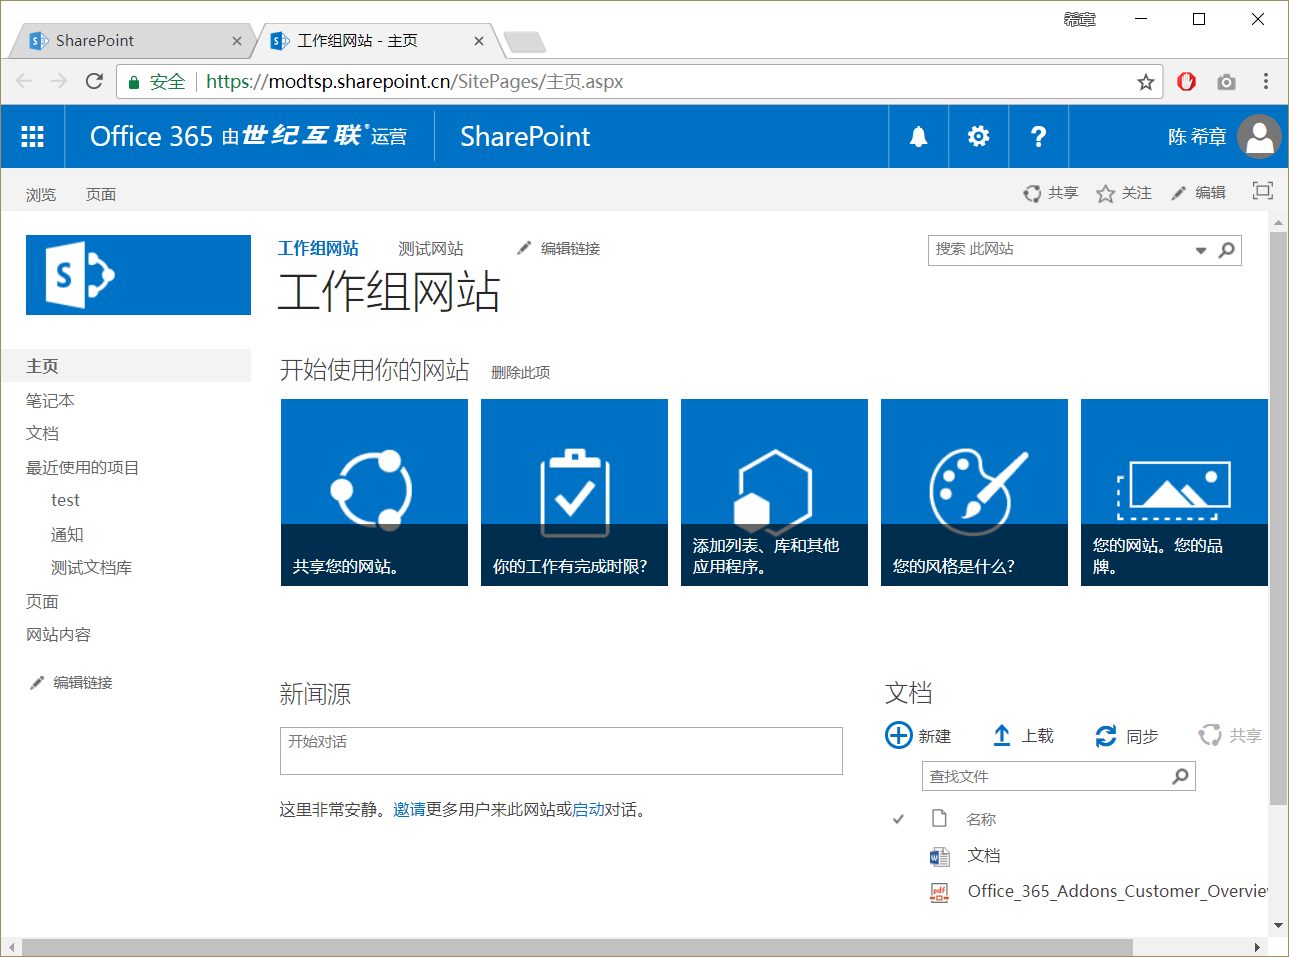 希章
SharePoint
工作组网站 - 主页
安全 https://modtsp.sharepoint.cn/SitePages/主页.aspx
Office 365 由世纪互联运营 SharePoint 陈 希章
浏览 页面 共享 关注 编辑
工作组网站 测试网站 编辑链接 搜索 此网站
工作组网站
主页
笔记本
文档
最近使用的项目
test
通知
测试文档库
页面
网站内容
编辑链接
开始使用你的网站 删除此项
共享您的网站。
你的工作有完成时限?
添加列表、库和其他
应用程序。
您的风格是什么?
您的网站。您的品
牌。
新闻源
开始对话
这里非常安静。邀请更多用户来此网站或启动对话。
文档
新建 上载 同步 共享
查找文件
名称
文档
Office_365_Addons_Customer_Overvie